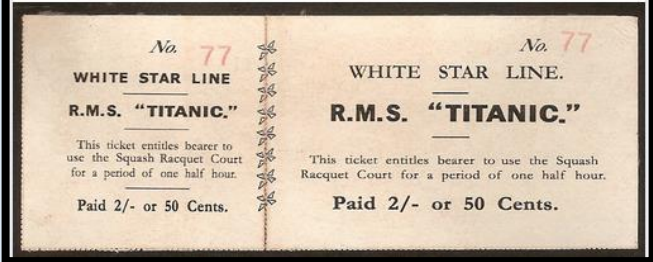 No. 77
WHITE STAR LINE
R.M.S. "TITANIC."
This ticket entitles bearer to
use the Squash Racquet Court
for a period of one half hour.
Paid 2/- or 50 Cents.
No. 77
WHITE STAR LINE.
R.M.S. "TITANIC."
This ticket entitles bearer to use the Squash
Racquet Court for a period of one half hour.
Paid 2/- or 50 Cents.